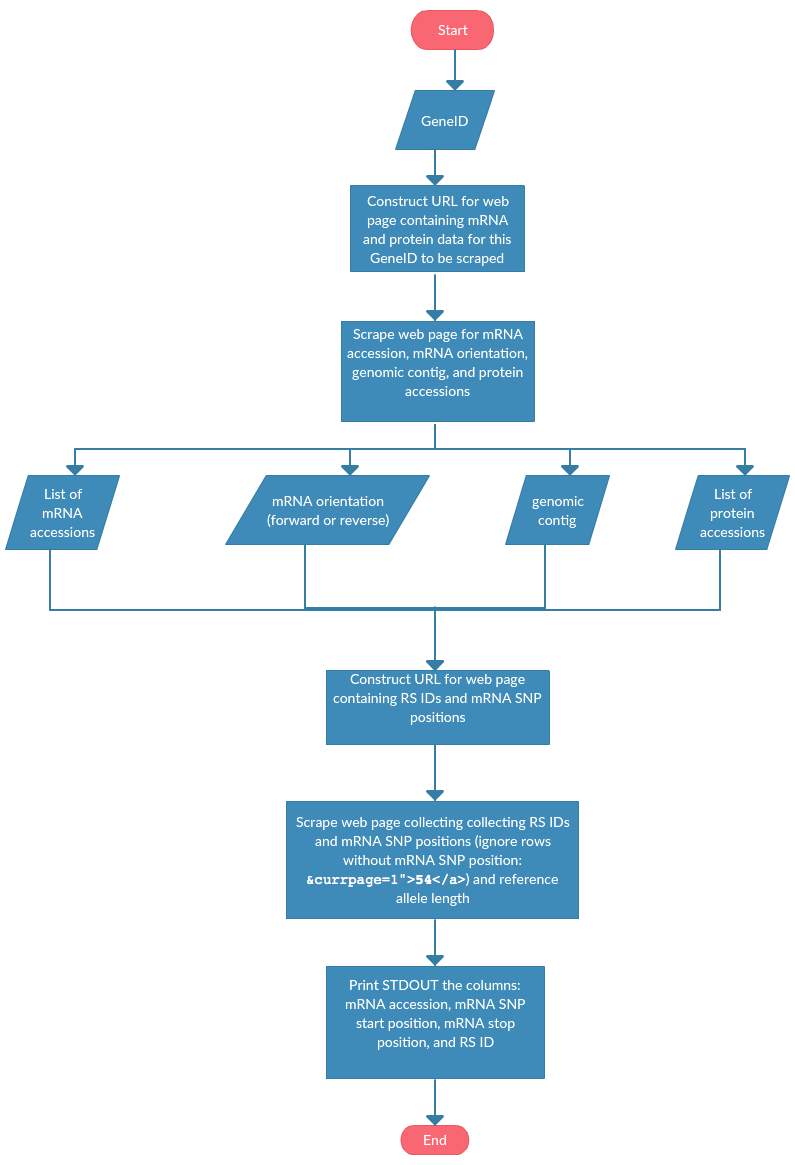 Start
GeneID
Construct URL for web
page containing mRNA
and protein data for this
GeneID to be scraped
Scrape web page for mRNA
accession, mRNA orientation,
genomic contig, and protein
accessions
List of
mRNA
accessions
mRNA orientation
(forward or reverse)
genomic
contig
List of
protein
accessions
Construct URL for web page
containing RS IDs and mRNA SNP
positions
Scrape web page collecting collecting RS IDs
and mRNA SNP positions (ignore rows
without mRNA SNP position:
&currpage=1">54</a>) and reference
allele length
Print STDOUT the columns:
mRNA accession, mRNA SNP
start position, mRNA stop
position, and RS ID
End